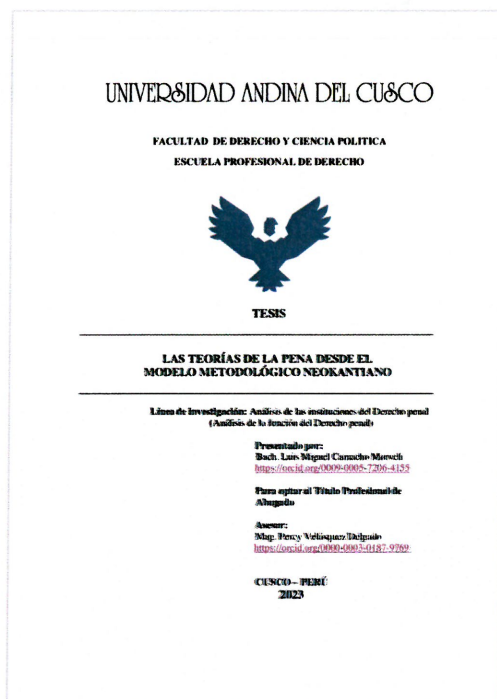 UNIVERSIDAD ANDINA DEL CUSCO
FACULTAD DE DERECHO Y CIENCIA POLITICA
ESCUELA PROFESIONAL DE DERECHO
TESIS
LAS TEORÍAS DE LA PENA DESDE EL
MODELO METODOLÓGICO NEOKANTIANO
Línea de Investigación: Análisis de las instituciones del Derecho penal
(Análisis de la función del Derecho penal)
Presentado por:
Bach. Luis Miguel Camacho
https://orcid.org/0009-0005-7206-4155
Para optar al Título Profesional de
Abogado
Asesor:
Mag. Percy Velásquez Delgado
https://orcid.org/0000-0003-0187-9769
CUSCO – PERÚ
2023